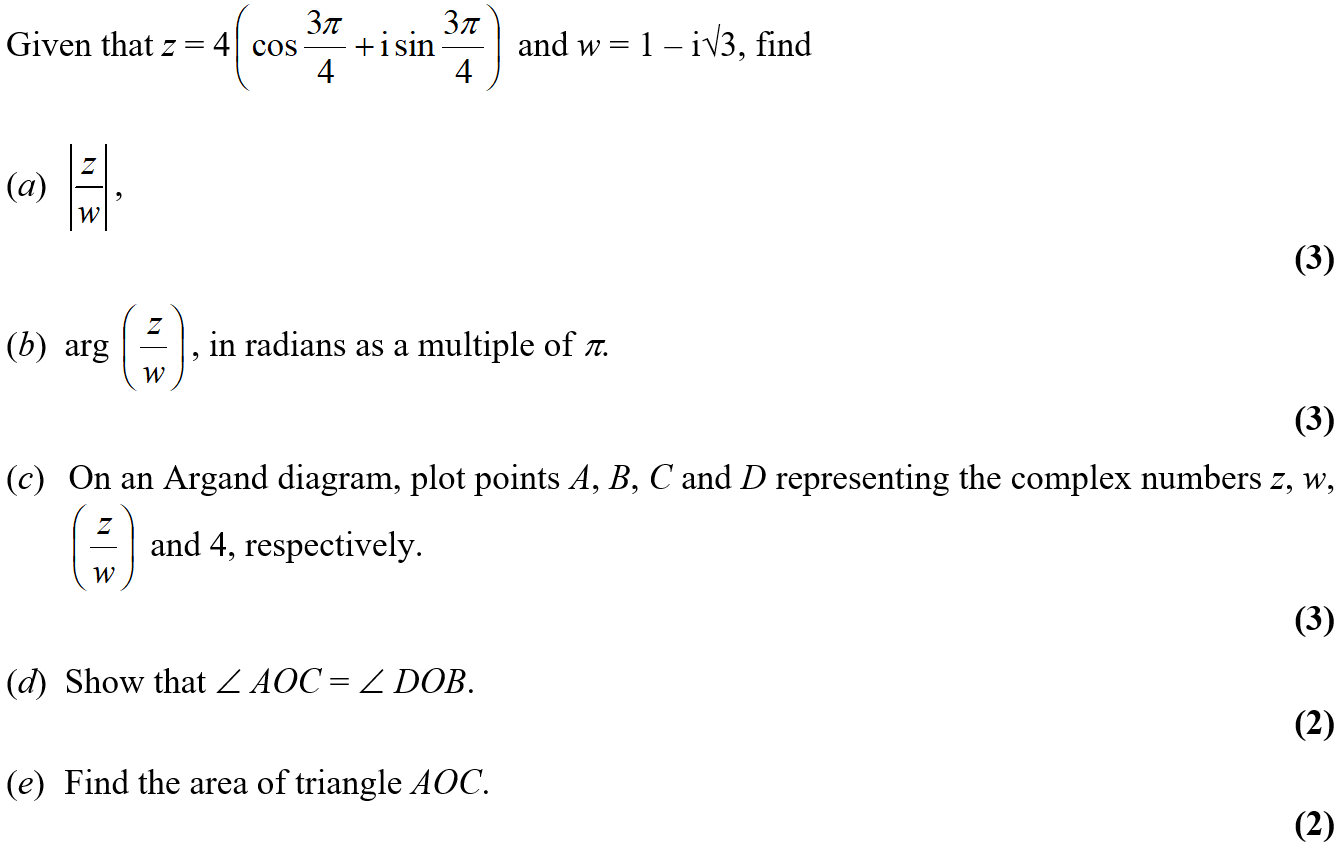 Given that z = 4(cos 3π/4 + i sin 3π/4) and w = 1 – i√3, find
(a) |z/w|,
(3)
(b) arg (z/w), in radians as a multiple of π.
(3)
(c) On an Argand diagram, plot points A, B, C and D representing the complex numbers z, w,
(z/w) and 4, respectively.
(3)
(d) Show that ∠ AOC = ∠ DOB.
(2)
(e) Find the area of triangle AOC.
(2)